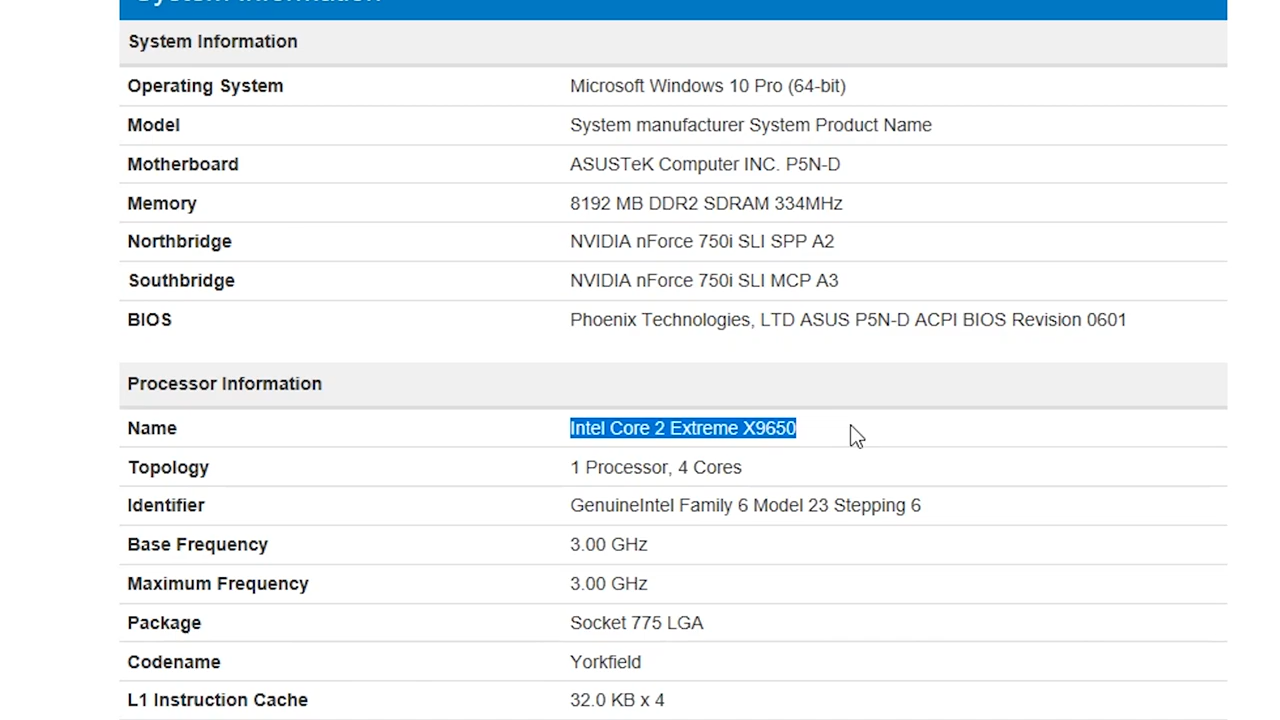 System Information
System Information
Operating System Microsoft Windows 10 Pro (64-bit)
Model System manufacturer System Product Name
Motherboard ASUSTeK Computer INC. P5N-D
Memory 8192 MB DDR2 SDRAM 334MHz
Northbridge NVIDIA nForce 750i SLI SPP A2
Southbridge NVIDIA nForce 750i SLI MCP A3
BIOS Phoenix Technologies, LTD ASUS P5N-D ACPI BIOS Revision 0601
Processor Information
Name Intel Core 2 Extreme X9650
Topology 1 Processor, 4 Cores
Identifier GenuineIntel Family 6 Model 23 Stepping 6
Base Frequency 3.00 GHz
Maximum Frequency 3.00 GHz
Package Socket 775 LGA
Codename Yorkfield
L1 Instruction Cache 32.0 KB x 4